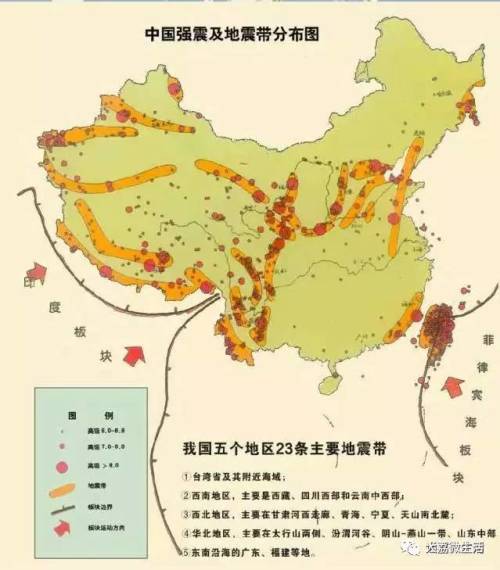 中国强震及地震带分布图
印度板块
菲律宾海板块
图 例
震级 6.0-6.9
震级 7.0-8.0
震级 > 8.0
地震带
板块边界
板块运动方向
我国五个地区23条主要地震带
①台湾省及其附近海域；
②西南地区，主要是西藏、四川西部和云南中西部；
③西北地区，主要在甘肃河西走廊、青海、宁夏、天山南北麓；
④华北地区，主要在太行山两侧、汾渭河谷、阴山-燕山一带、山东中部
⑤东南沿海的广东、福建等地。
大荔微生活